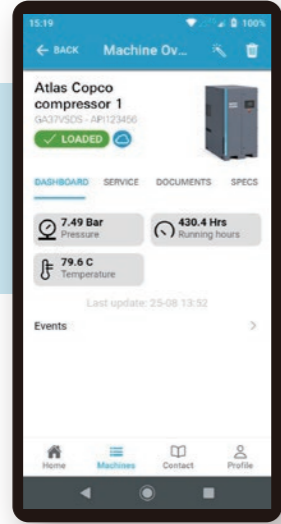 15:19
100%
BACK
Machine Ov...
Atlas Copco
compressor 1
GA37VSDS - API123456
LOADED
DASHBOARD SERVICE DOCUMENTS SPECS
7.49 Bar
Pressure
430.4 Hrs
Running hours
79.6 C
Temperature
Last update: 25-08 13:52
Events
Home Machines Contact Profile